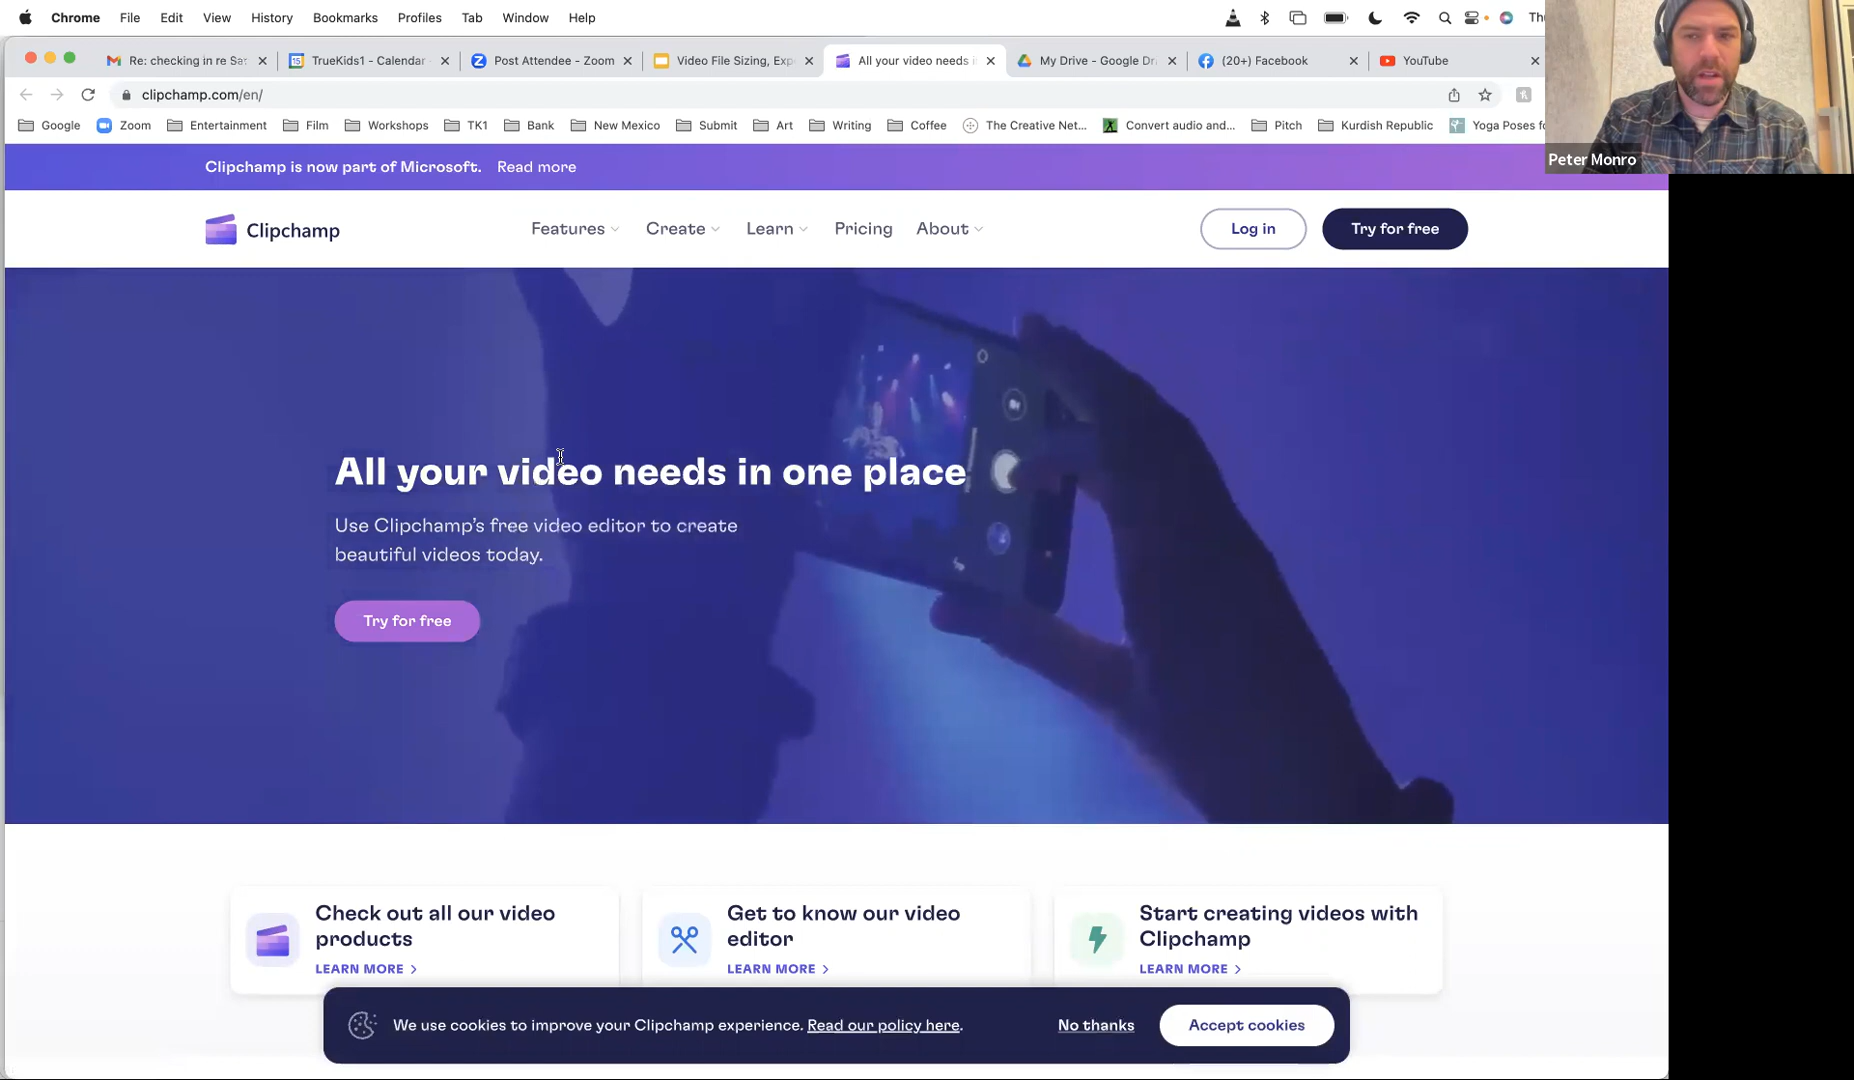 Chrome File Edit View History Bookmarks Profiles Tab Window Help
Re: checking in re Sat
TrueKids1 - Calendar
Post Attendee - Zoom
Video File Sizing, Exp
All your video needs i
My Drive - Google Dr
(20+) Facebook
YouTube
clipchamp.com/en/
Google Zoom Entertainment Film Workshops TK1 Bank New Mexico Submit Art Writing Coffee The Creative Net... Convert audio and... Pitch Kurdish Republic Yoga Poses fo
Peter Monro
Clipchamp is now part of Microsoft. Read more
Clipchamp
Features Create Learn Pricing About
Log in
Try for free
All your video needs in one place
Use Clipchamp's free video editor to create
beautiful videos today.
Try for free
Check out all our video
products
LEARN MORE >
Get to know our video
editor
LEARN MORE >
Start creating videos with
Clipchamp
LEARN MORE >
We use cookies to improve your Clipchamp experience. Read our policy here.
No thanks
Accept cookies